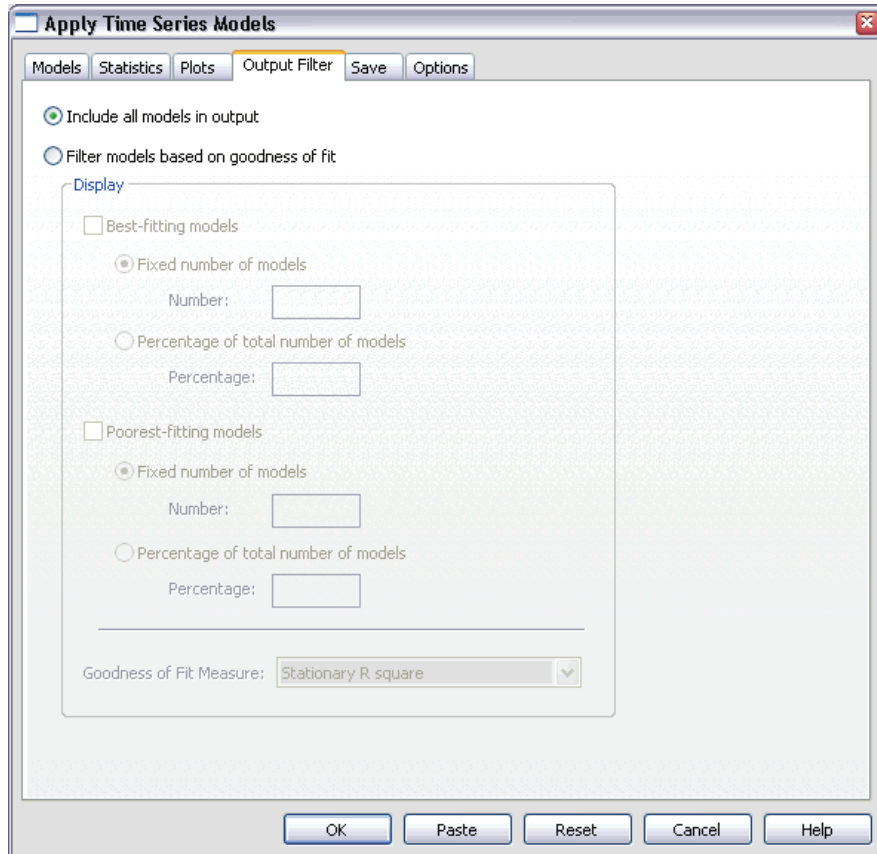 Apply Time Series Models
Models Statistics Plots Output Filter Save Options
Include all models in output
Filter models based on goodness of fit
Display
Best-fitting models
Fixed number of models
Number:
Percentage of total number of models
Percentage:
Poorest-fitting models
Fixed number of models
Number:
Percentage of total number of models
Percentage:
Goodness of Fit Measure: Stationary R square
OK Paste Reset Cancel Help